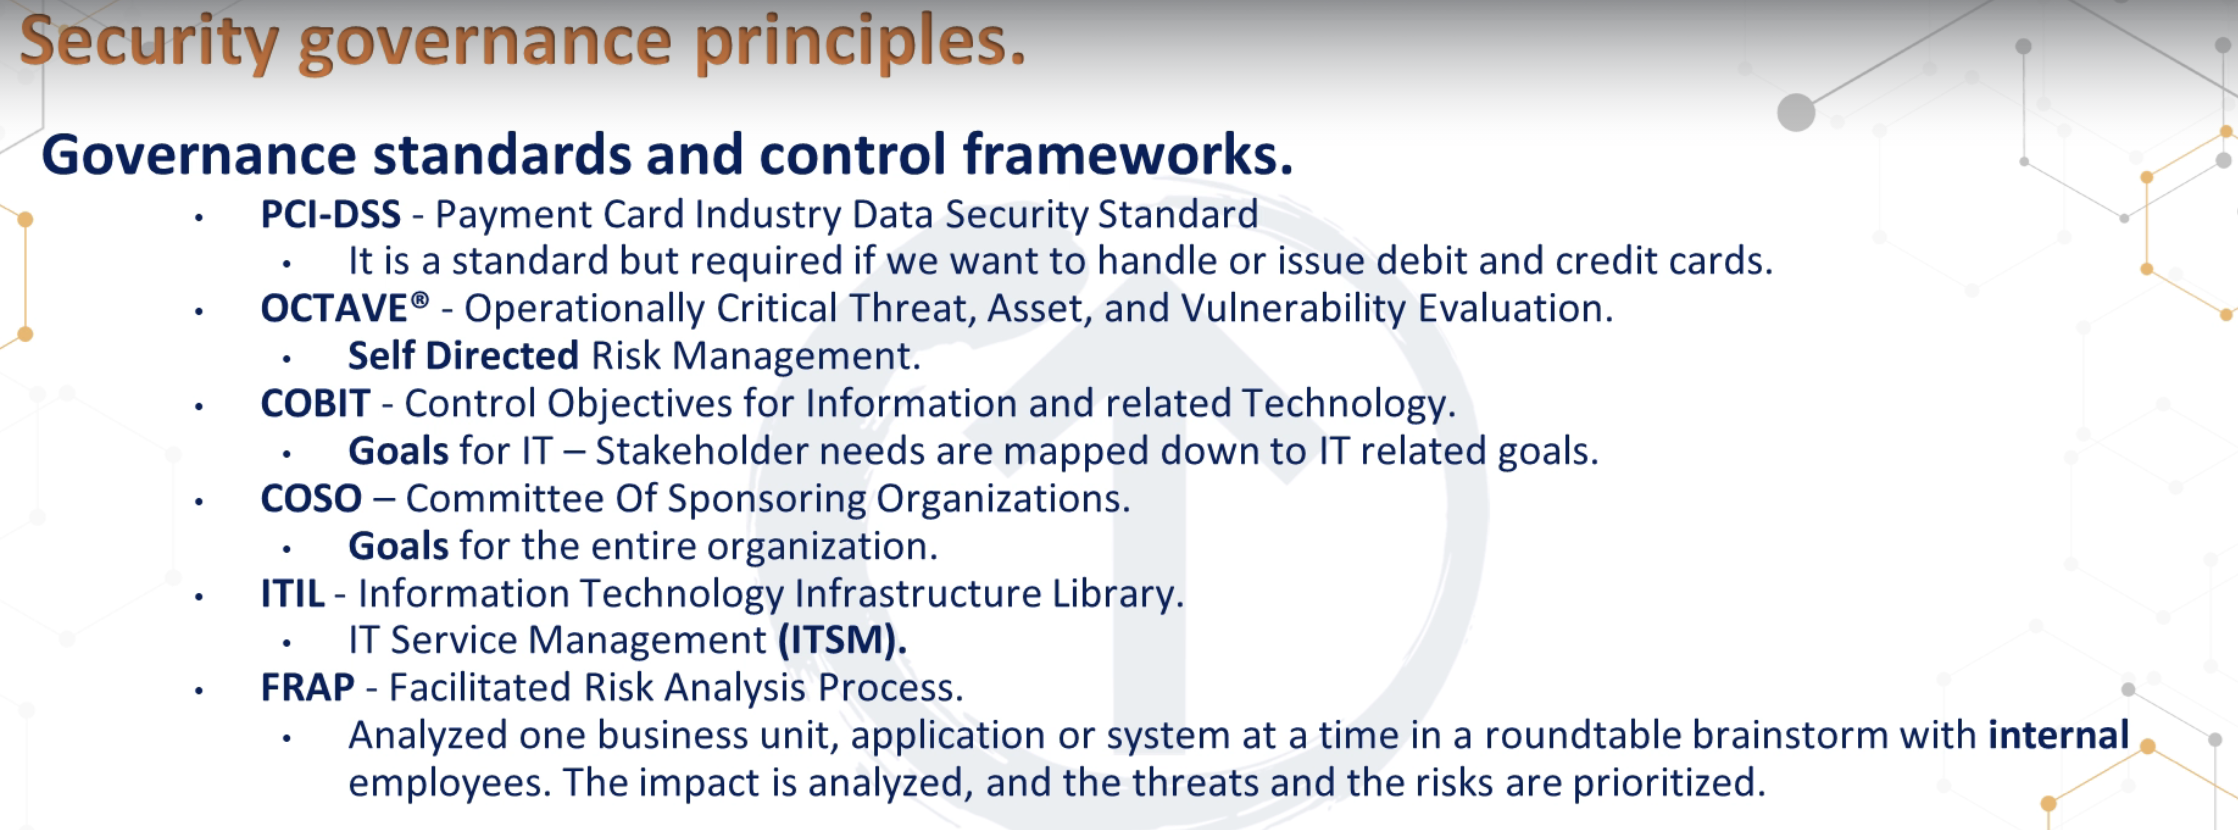 Security governance principles.
Governance standards and control frameworks.
• PCI-DSS - Payment Card Industry Data Security Standard
• It is a standard but required if we want to handle or issue debit and credit cards.
• OCTAVE® - Operationally Critical Threat, Asset, and Vulnerability Evaluation.
• Self Directed Risk Management.
• COBIT - Control Objectives for Information and related Technology.
• Goals for IT – Stakeholder needs are mapped down to IT related goals.
• COSO – Committee Of Sponsoring Organizations.
• Goals for the entire organization.
• ITIL - Information Technology Infrastructure Library.
• IT Service Management (ITSM).
• FRAP - Facilitated Risk Analysis Process.
• Analyzed one business unit, application or system at a time in a roundtable brainstorm with internal
employees. The impact is analyzed, and the threats and the risks are prioritized.